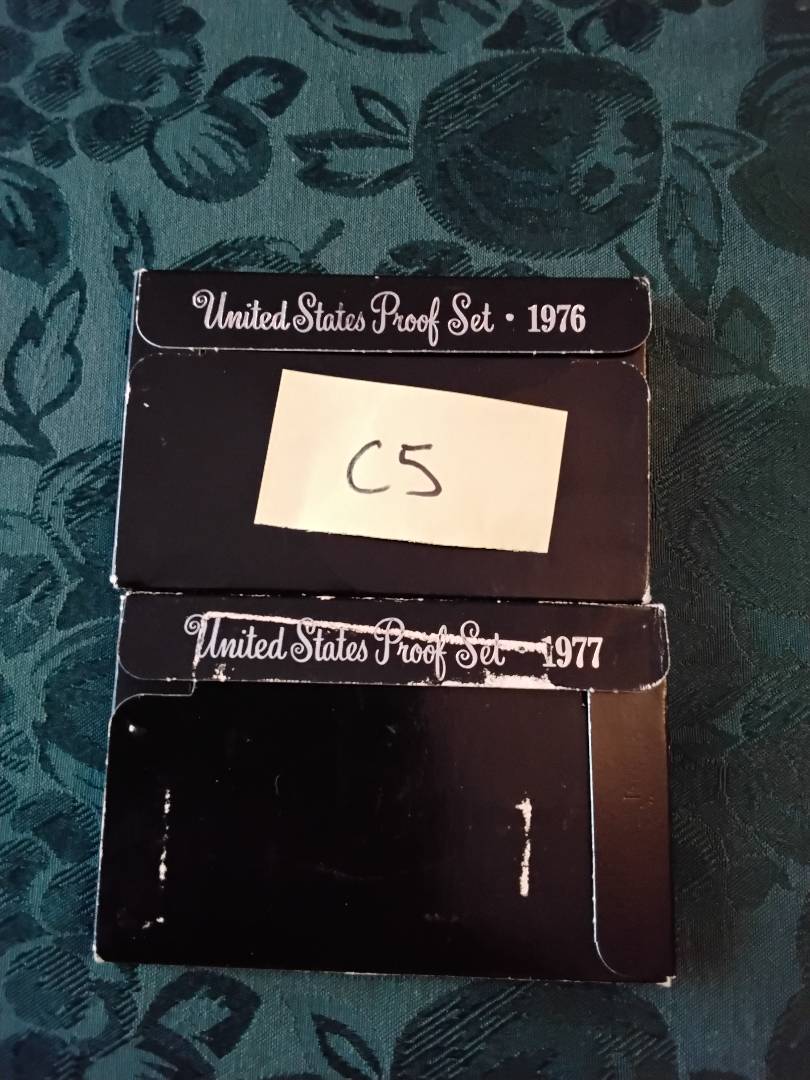 United States Proof Set • 1976
C5
United States Proof Set 1977